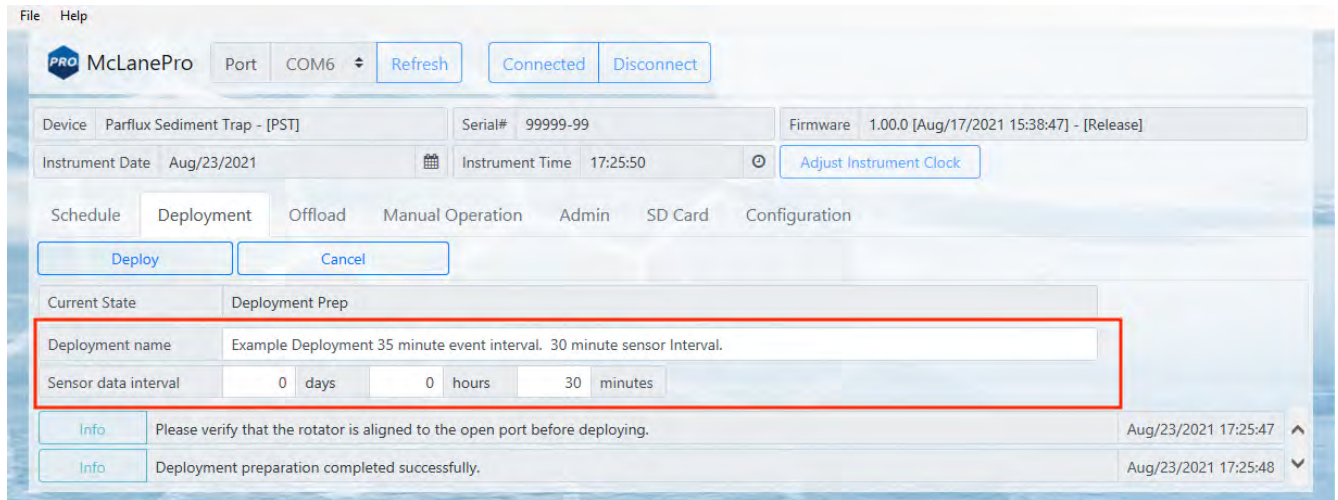 File Help
PRO McLanePro Port COM6 Refresh Connected Disconnect
Device Parflux Sediment Trap - [PST] Serial# 99999-99 Firmware 1.00.0 [Aug/17/2021 15:38:47] - [Release]
Instrument Date Aug/23/2021 Instrument Time 17:25:50 Adjust Instrument Clock
Schedule Deployment Offload Manual Operation Admin SD Card Configuration
Deploy Cancel
Current State Deployment Prep
Deployment name Example Deployment 35 minute event interval. 30 minute sensor Interval.
Sensor data interval 0 days 0 hours 30 minutes
Info Please verify that the rotator is aligned to the open port before deploying. Aug/23/2021 17:25:47
Info Deployment preparation completed successfully. Aug/23/2021 17:25:48